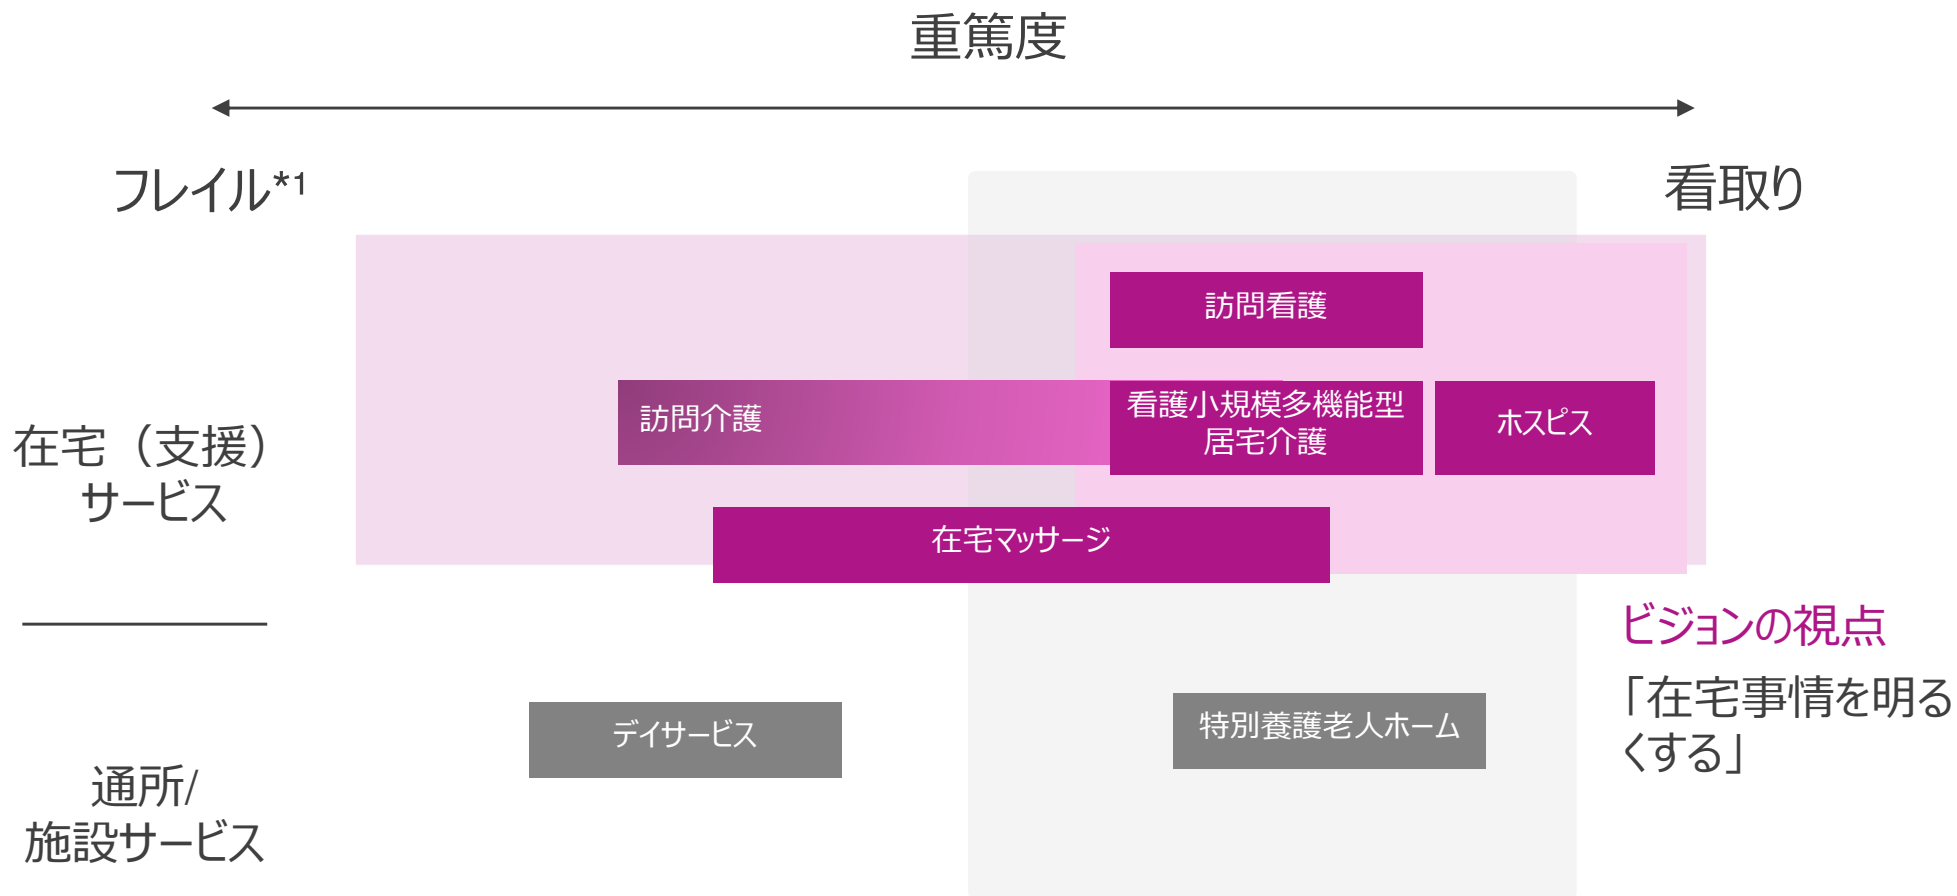 重篤度
フレイル*1
看取り
訪問看護
訪問介護
看護小規模多機能型
居宅介護
ホスピス
在宅（支援）
サービス
在宅マッサージ
ビジョンの視点
「在宅事情を明る
くする」
デイサービス
特別養護老人ホーム
通所/
施設サービス